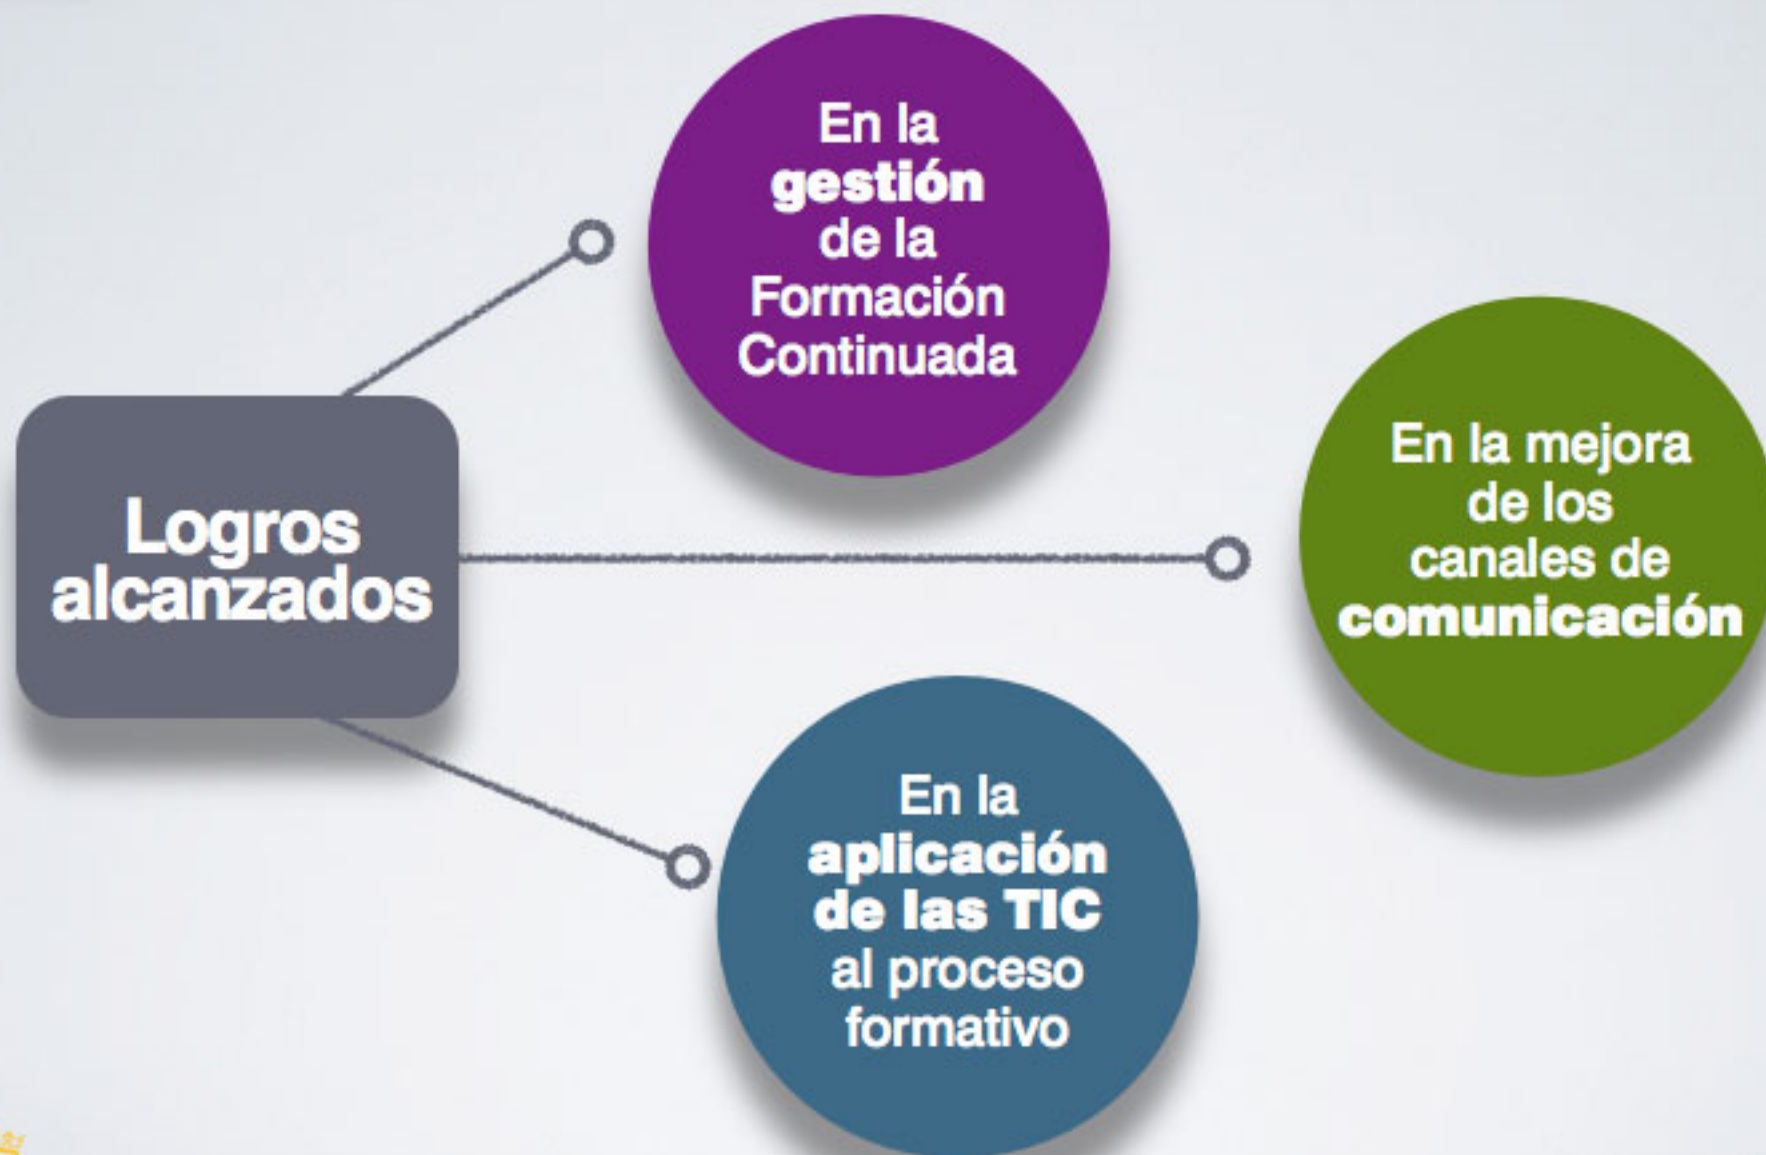 En la
gestión
de la
Formación
Continuada
Logros
alcanzados
En la mejora
de los
canales de
comunicación
En la
aplicación
de las TIC
al proceso
formativo